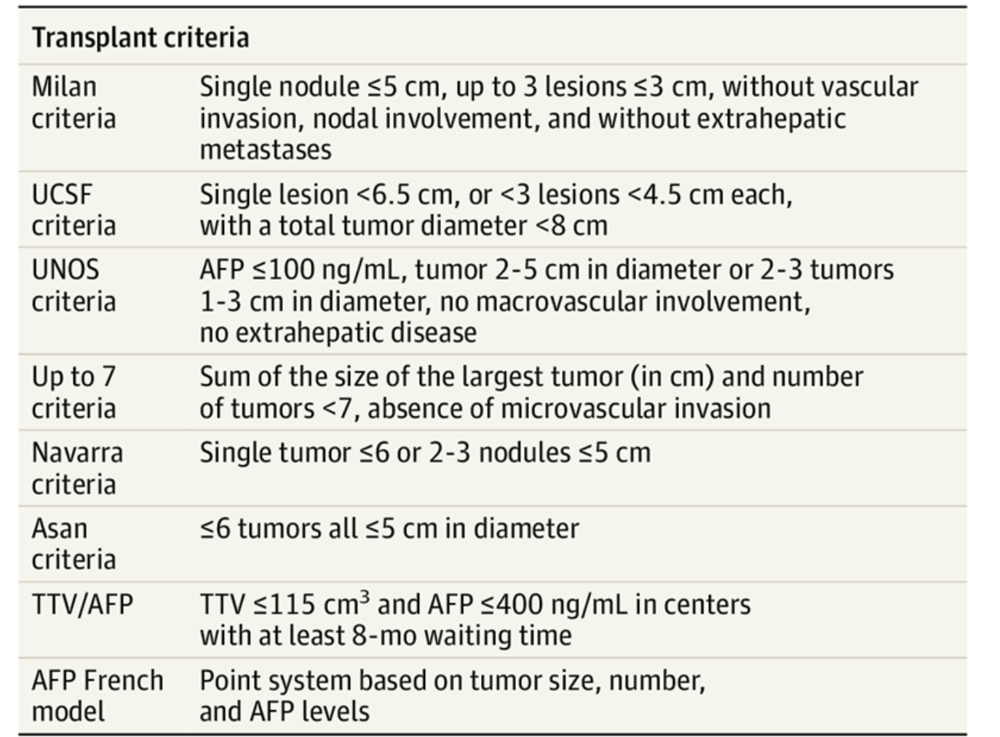 Transplant criteria
Milan criteria
Single nodule ≤5 cm, up to 3 lesions ≤3 cm, without vascular
invasion, nodal involvement, and without extrahepatic
metastases
UCSF criteria
Single lesion <6.5 cm, or <3 lesions <4.5 cm each,
with a total tumor diameter <8 cm
UNOS criteria
AFP ≤100 ng/mL, tumor 2-5 cm in diameter or 2-3 tumors
1-3 cm in diameter, no macrovascular involvement,
no extrahepatic disease
Up to 7 criteria
Sum of the size of the largest tumor (in cm) and number
of tumors <7, absence of microvascular invasion
Navarra criteria
Single tumor ≤6 or 2-3 nodules ≤5 cm
Asan criteria
≤6 tumors all ≤5 cm in diameter
TTV/AFP
TTV ≤115 cm³ and AFP ≤400 ng/mL in centers
with at least 8-mo waiting time
AFP French model
Point system based on tumor size, number,
and AFP levels